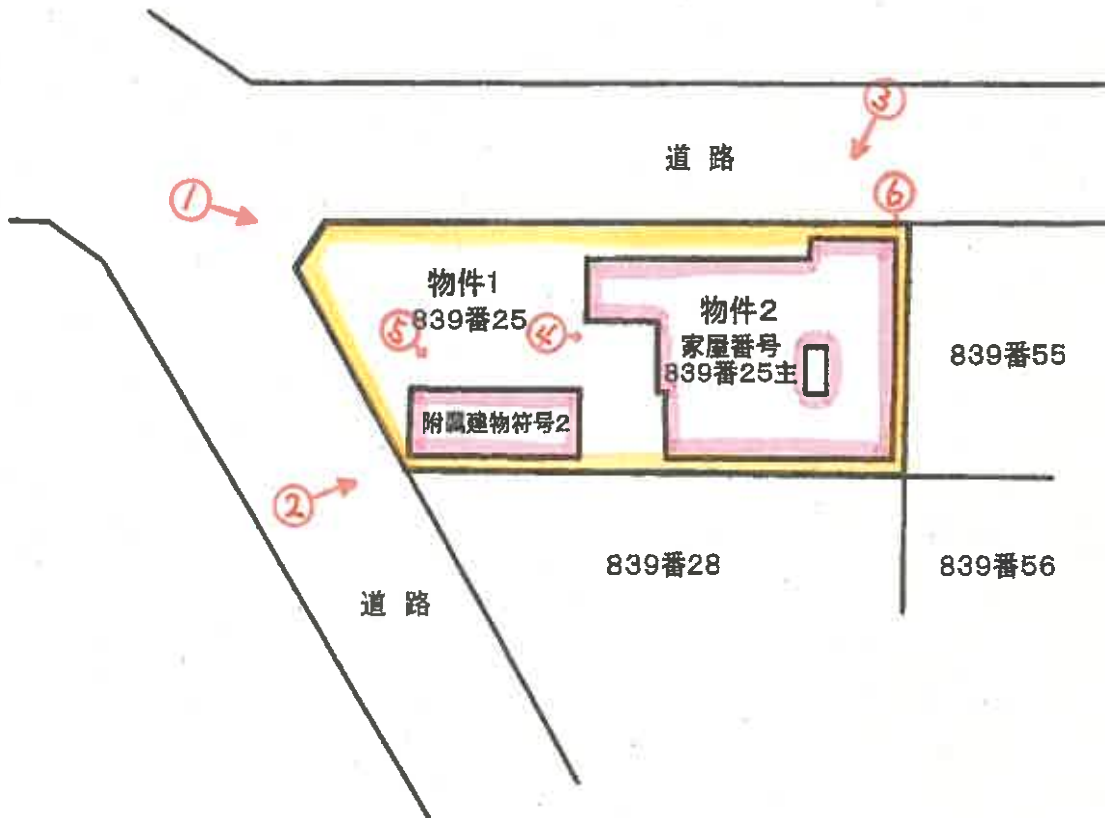 ③
道路
①
⑥
物件1
839番25
⑤
④
物件2
家屋番号
839番25主
839番55
附属建物符号2
②
839番28
839番56
道路